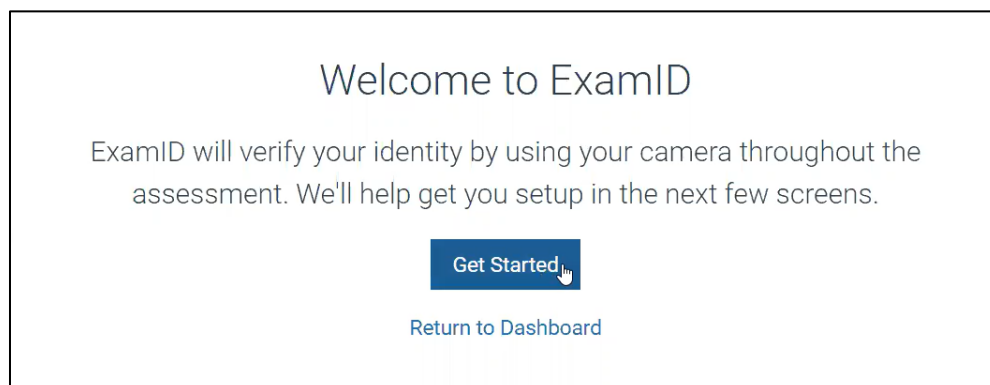 Welcome to ExamID
ExamID will verify your identity by using your camera throughout the
assessment. We'll help get you setup in the next few screens.
Get Started
Return to Dashboard